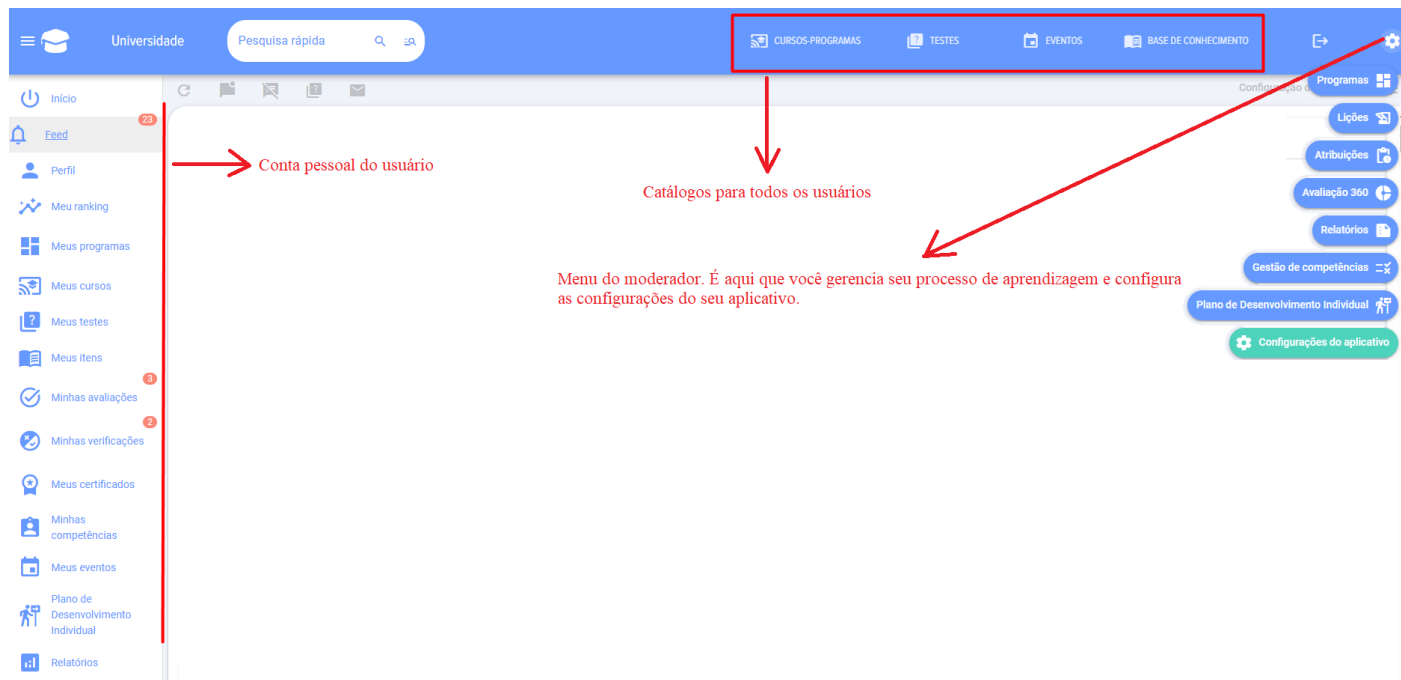 Universidade
Pesquisa rápida
CURSOS-PROGRAMAS
TESTES
EVENTOS
BASE DE CONHECIMENTO
Início
Feed
23
Perfil
Meu ranking
Meus programas
Meus cursos
Meus testes
Meus itens
3
Minhas avaliações
2
Minhas verificações
Meus certificados
Minhas
competências
Meus eventos
Plano de
Desenvolvimento
Individual
Relatórios
Conta pessoal do usuário
Catálogos para todos os usuários
Menu do moderador. É aqui que você gerencia seu processo de aprendizagem e configura
as configurações do seu aplicativo.
Programas
Lições
Atribuições
Avaliação 360
Relatórios
Gestão de competências
Plano de Desenvolvimento Individual
Configurações do aplicativo